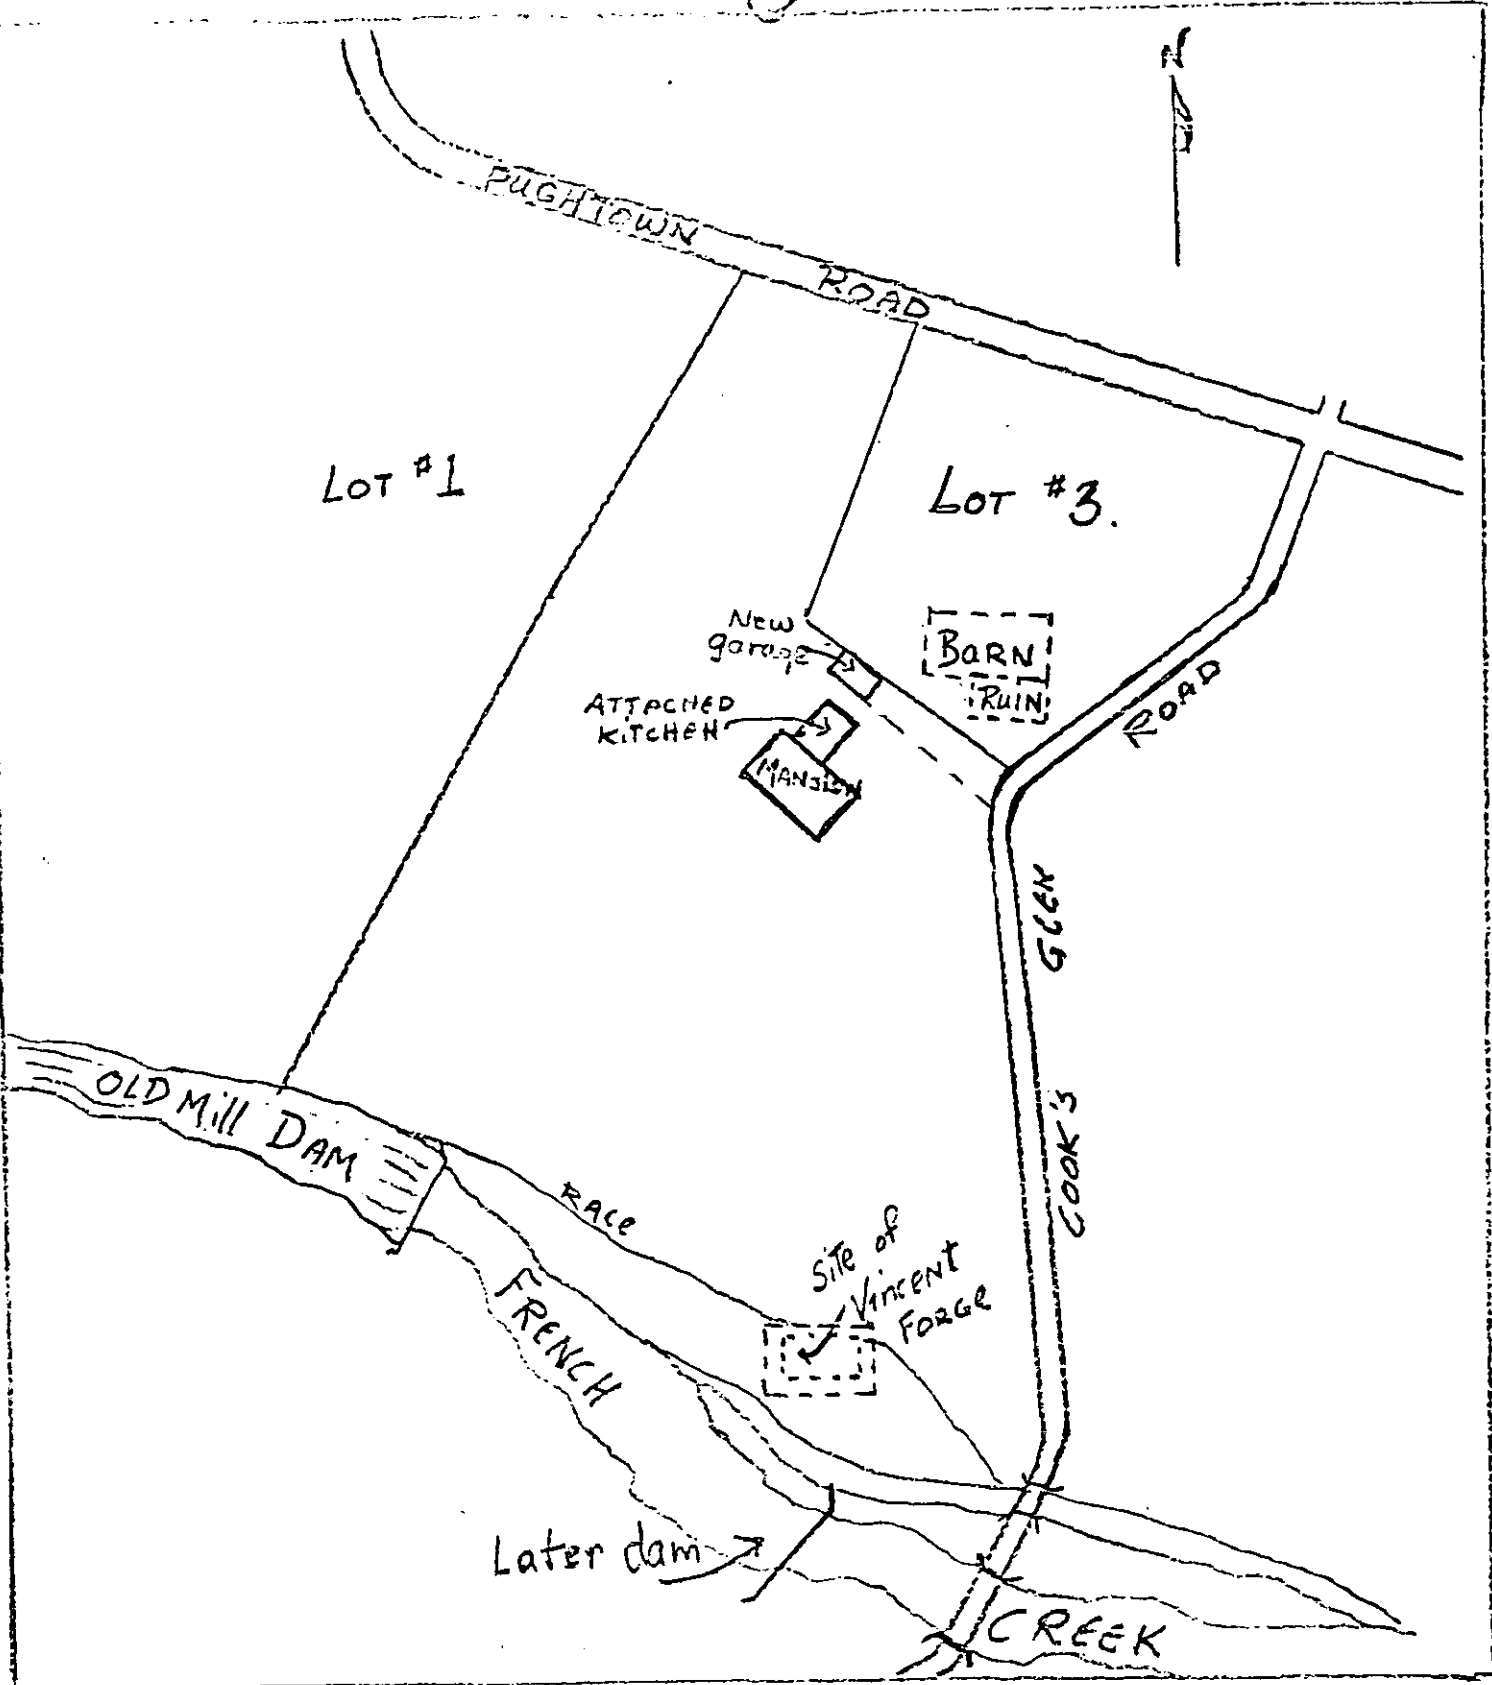 N
PUGHTOWN
ROAD
LOT #1
LOT #3.
New
garage
BARN
RUIN
ATTACHED
KITCHEN
MANSION
ROAD
GLEN
COOK'S
OLD Mill DAM
RACE
Site of
Vincent
FORGE
FRENCH
Later dam
CREEK